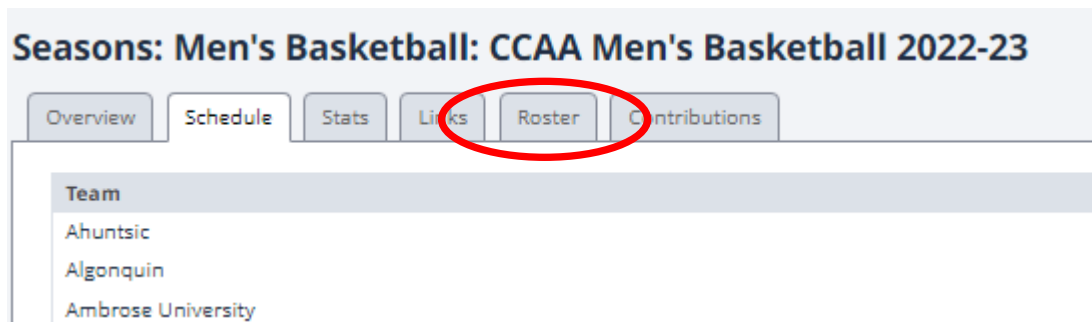 Seasons: Men's Basketball: CCAA Men's Basketball 2022-23
Overview Schedule Stats Links Roster Contributions
Team
Ahuntsic
Algonquin
Ambrose University